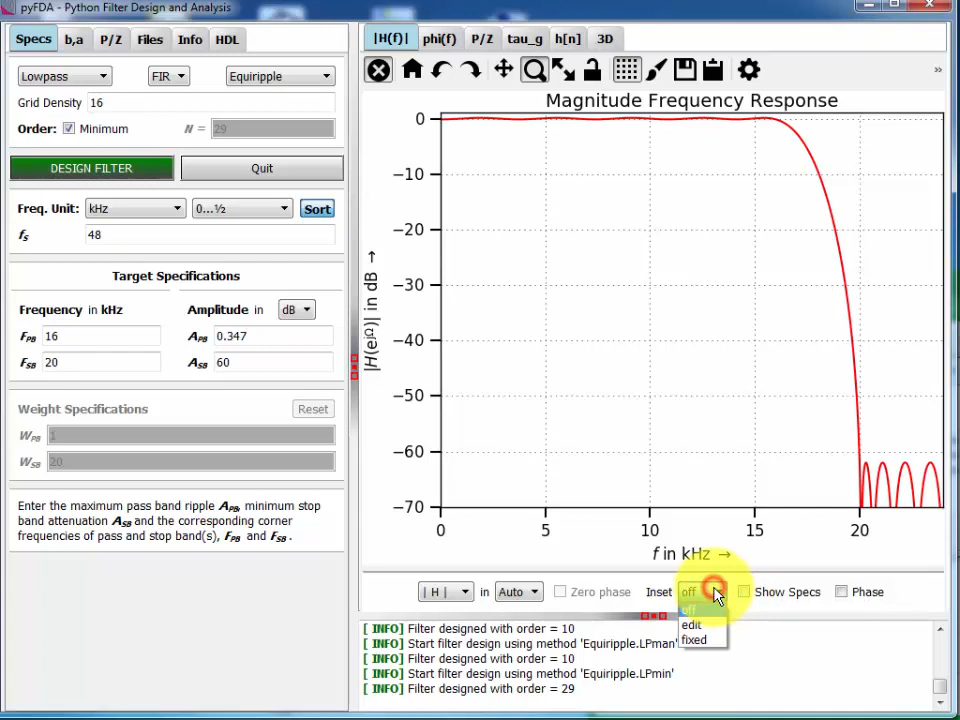 pyFDA - Python Filter Design and Analysis
Specs b,a P/Z Files Info HDL
Lowpass FIR Equiripple
Grid Density 16
Order: Minimum N = 29
DESIGN FILTER Quit
Freq. Unit: kHz 0...½ Sort
fS 48
Target Specifications
Frequency in kHz Amplitude in dB
FPB 16 APB 0.347
FSB 20 ASB 60
Weight Specifications Reset
WPB 1
WSB 20
Enter the maximum pass band ripple APB, minimum stop
band attenuation ASB and the corresponding corner
frequencies of pass and stop band(s), FPB and FSB.
|H(f)| phi(f) P/Z tau_g h[n] 3D
»
Magnitude Frequency Response
|H(e^jΩ)| in dB →
0
−10
−20
−30
−40
−50
−60
−70
0 5 10 15 20
f in kHz →
| H | in Auto Zero phase Inset off Show Specs Phase
off
edit
fixed
[ INFO] Filter designed with order = 10
[ INFO] Start filter design using method 'Equiripple.LPman'
[ INFO] Filter designed with order = 10
[ INFO] Start filter design using method 'Equiripple.LPmin'
[ INFO] Filter designed with order = 29